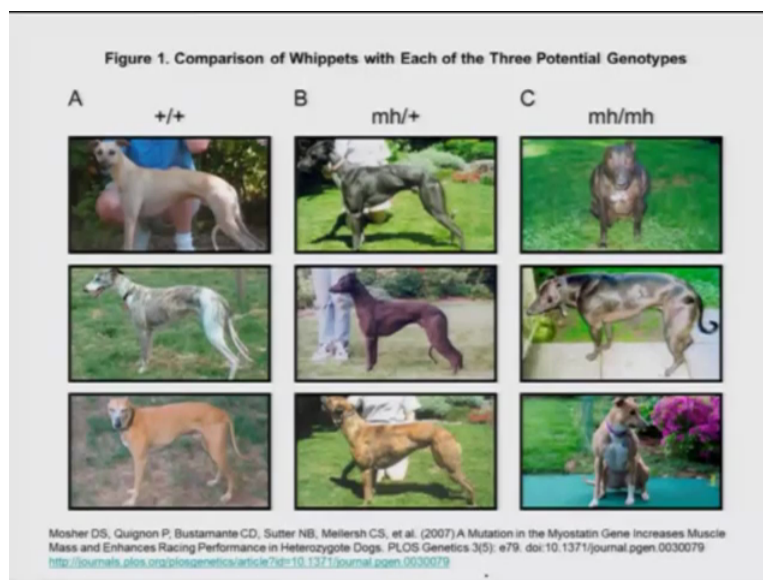 Figure 1. Comparison of Whippets with Each of the Three Potential Genotypes
A B C
+/+ mh/+ mh/mh
Mosher DS, Quignon P, Bustamante CD, Sutter NB, Mellersh CS, et al. (2007) A Mutation in the Myostatin Gene Increases Muscle
Mass and Enhances Racing Performance in Heterozygote Dogs. PLOS Genetics 3(5): e79. doi:10.1371/journal.pgen.0030079
http://journals.plos.org/plosgenetics/article?id=10.1371/journal.pgen.0030079